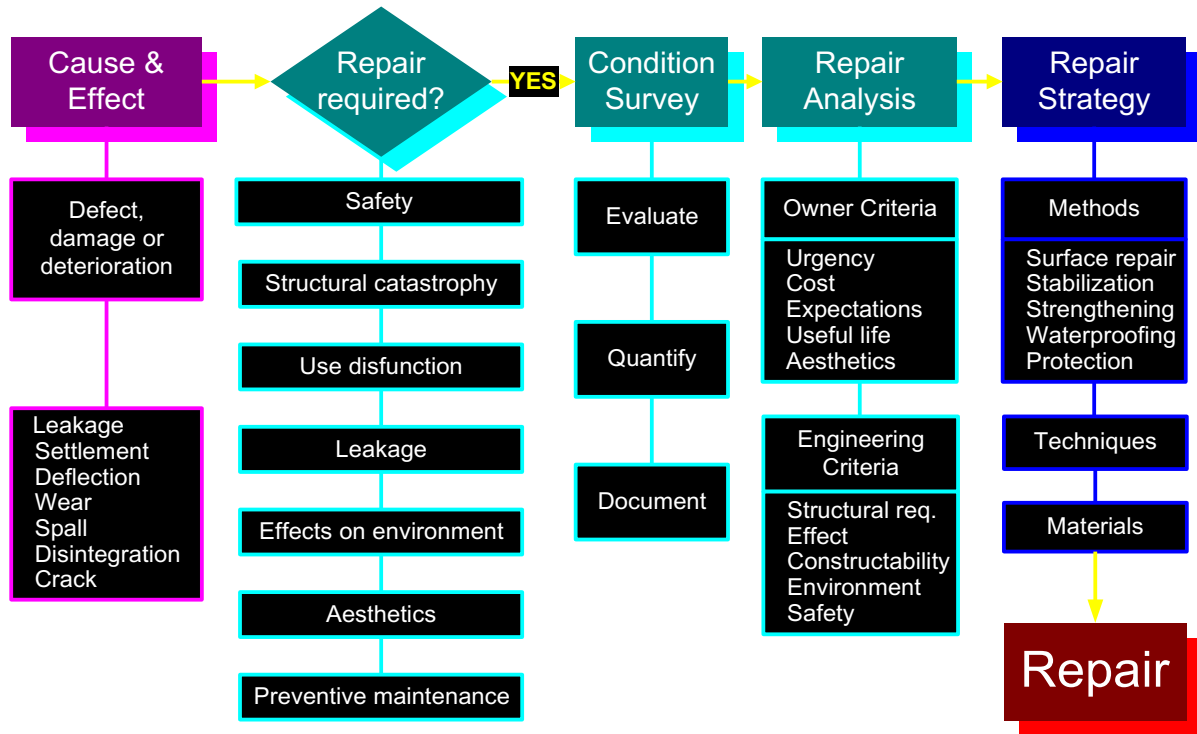 Cause &
Effect
Defect,
damage or
deterioration
Leakage
Settlement
Deflection
Wear
Spall
Disintegration
Crack
Repair
required?
YES
Safety
Structural catastrophy
Use disfunction
Leakage
Effects on environment
Aesthetics
Preventive maintenance
Condition
Survey
Evaluate
Quantify
Document
Repair
Analysis
Owner Criteria
Urgency
Cost
Expectations
Useful life
Aesthetics
Engineering
Criteria
Structural req.
Effect
Constructability
Environment
Safety
Repair
Strategy
Methods
Surface repair
Stabilization
Strengthening
Waterproofing
Protection
Techniques
Materials
Repair